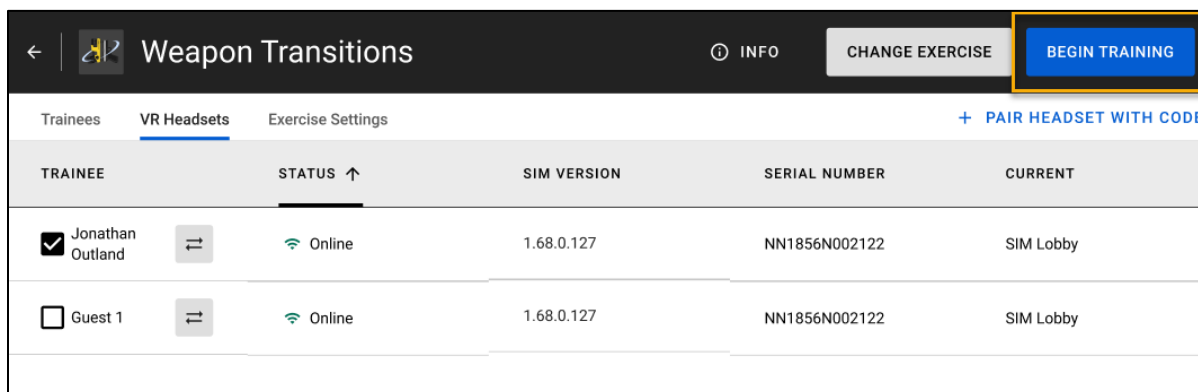 Weapon Transitions
INFO
CHANGE EXERCISE
BEGIN TRAINING
Trainees
VR Headsets
Exercise Settings
+ PAIR HEADSET WITH CODE
TRAINEE
STATUS
SIM VERSION
SERIAL NUMBER
CURRENT
Jonathan
Outland
Online
1.68.0.127
NN1856N002122
SIM Lobby
Guest 1
Online
1.68.0.127
NN1856N002122
SIM Lobby